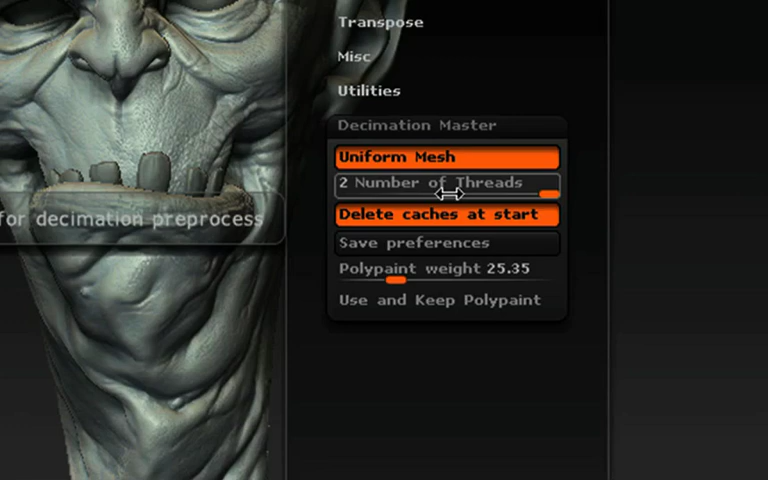 Transpose
Misc
Utilities
Decimation Master
Uniform Mesh
2 Number of Threads
Delete caches at start
for decimation preprocess
Save preferences
Polypaint weight 25.35
Use and Keep Polypaint